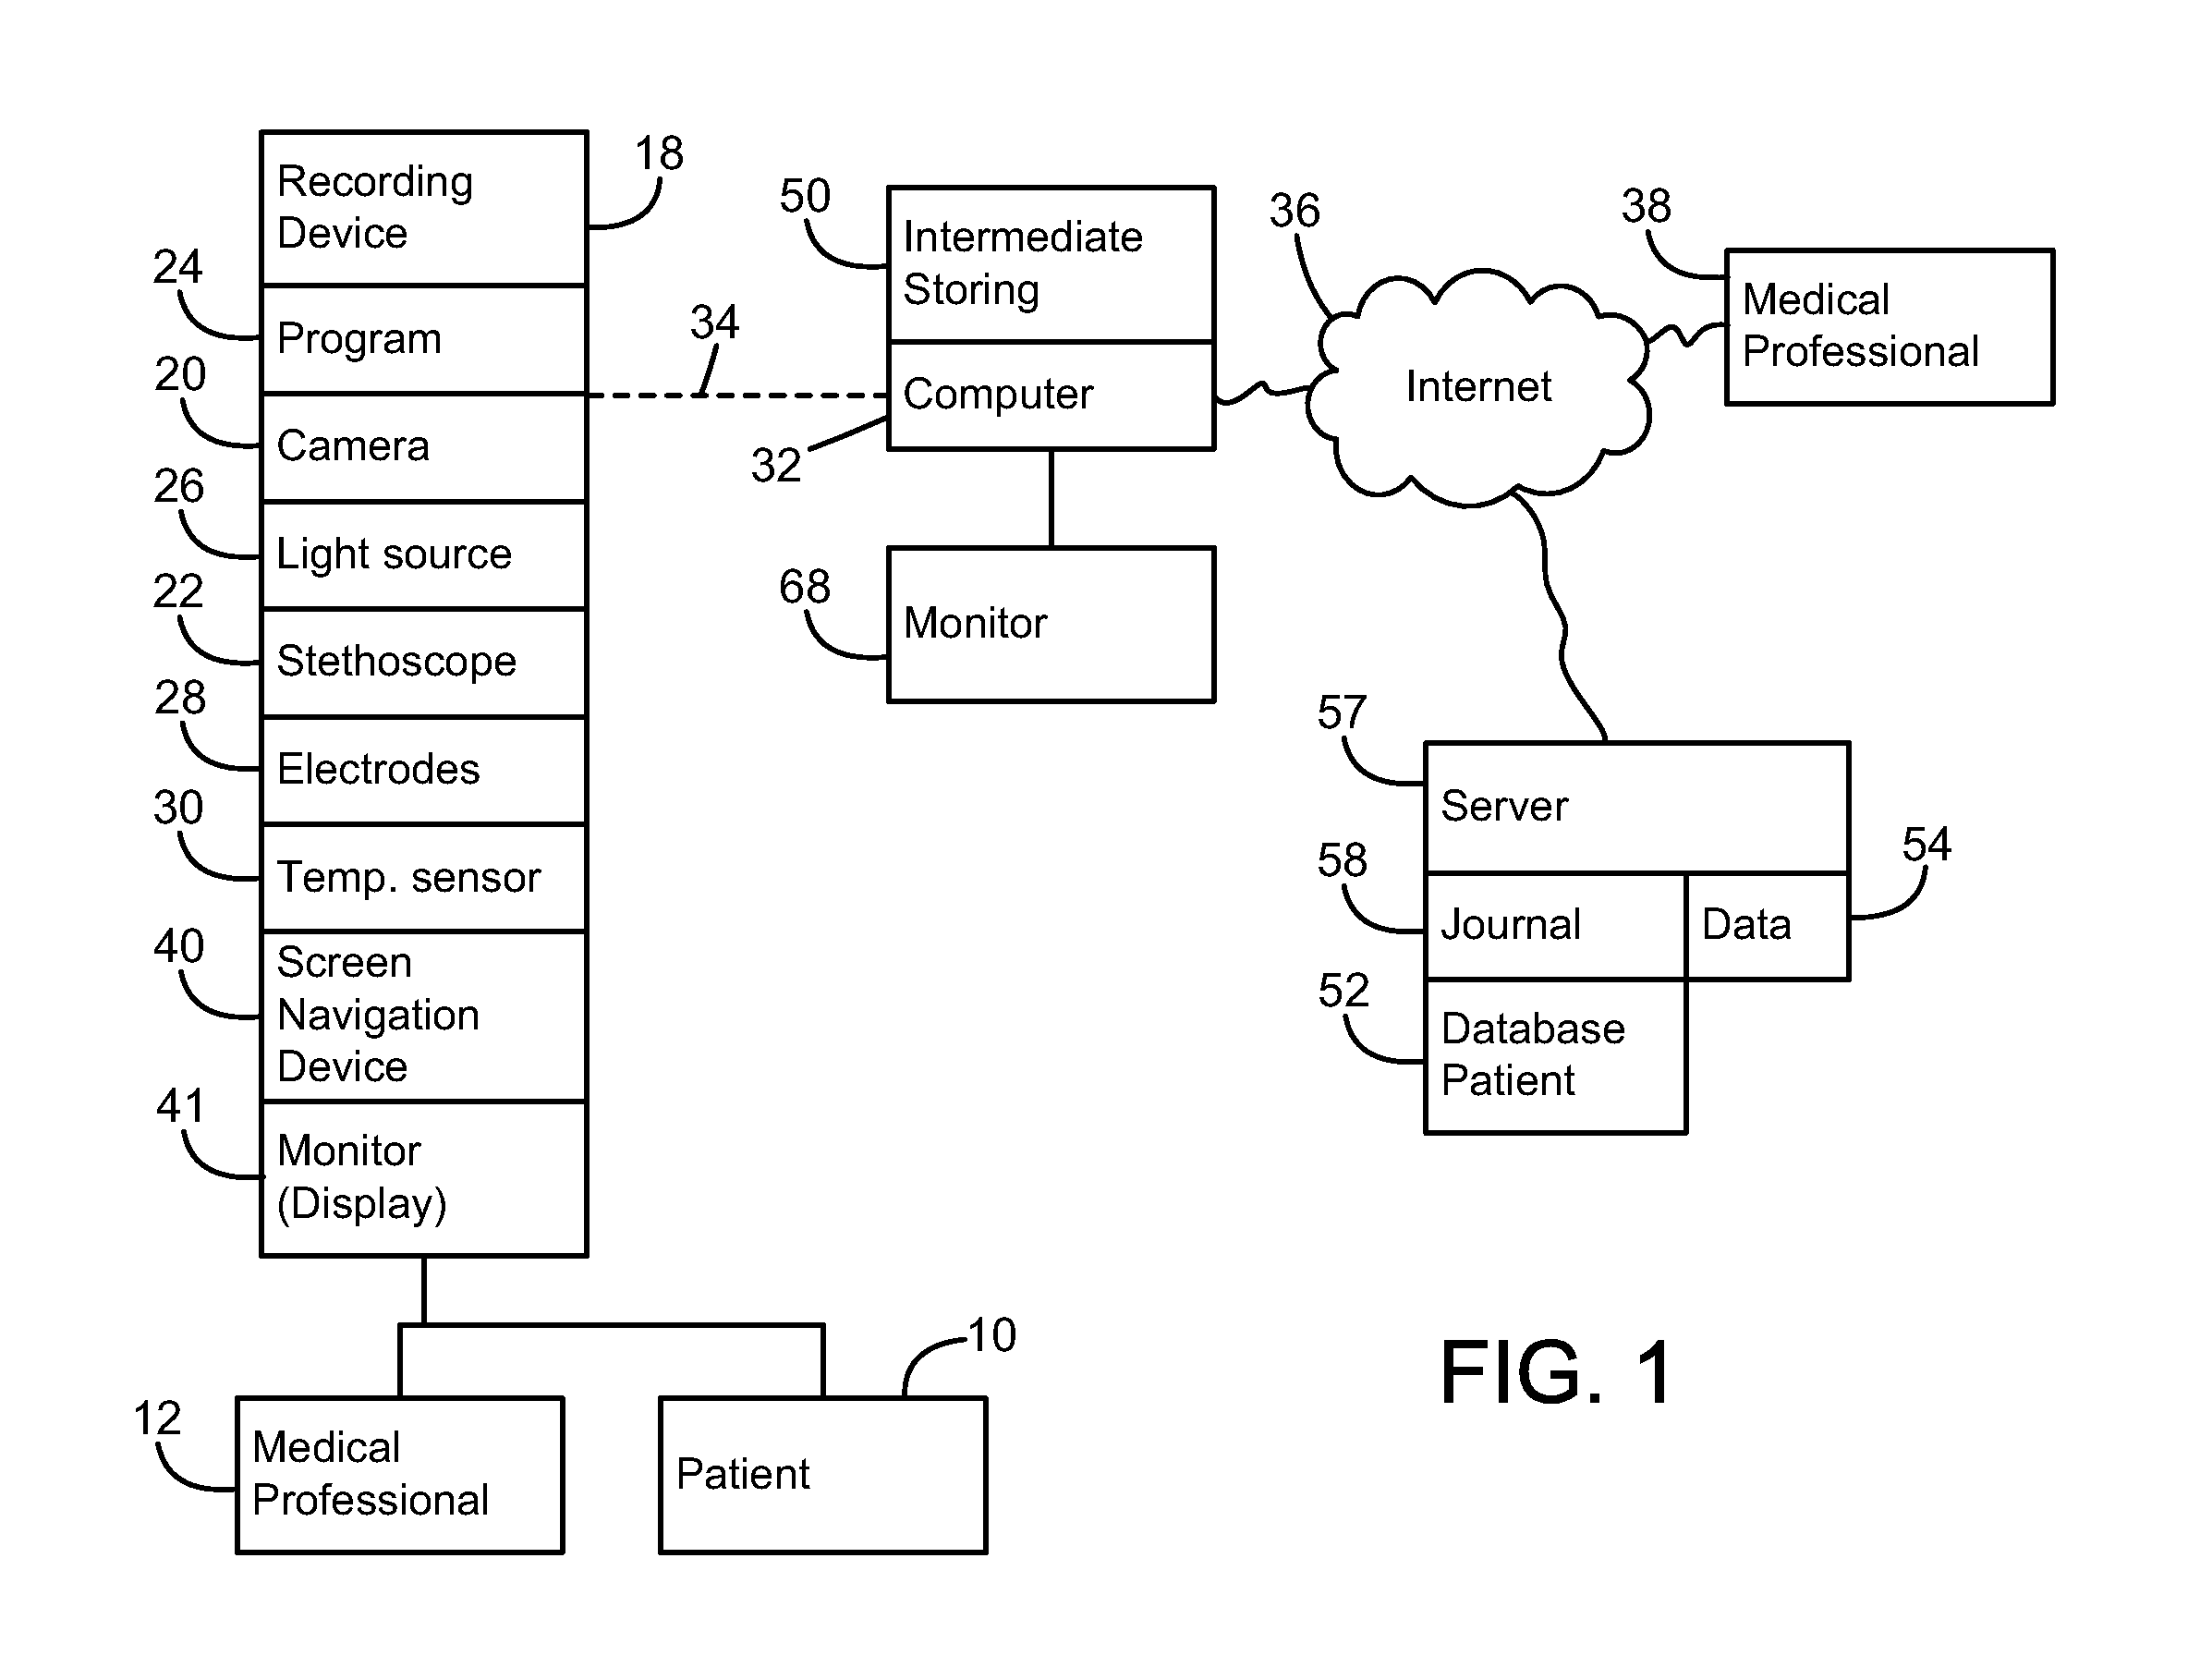 Recording
Device
18
24
Program
20
Camera
26
Light source
22
Stethoscope
28
Electrodes
30
Temp. sensor
40
Screen
Navigation
Device
41
Monitor
(Display)
12
Medical
Professional
10
Patient
34
50
Intermediate
Storing
Computer
32
68
Monitor
36
Internet
38
Medical
Professional
57
Server
58
Journal
54
Data
52
Database
Patient
FIG. 1